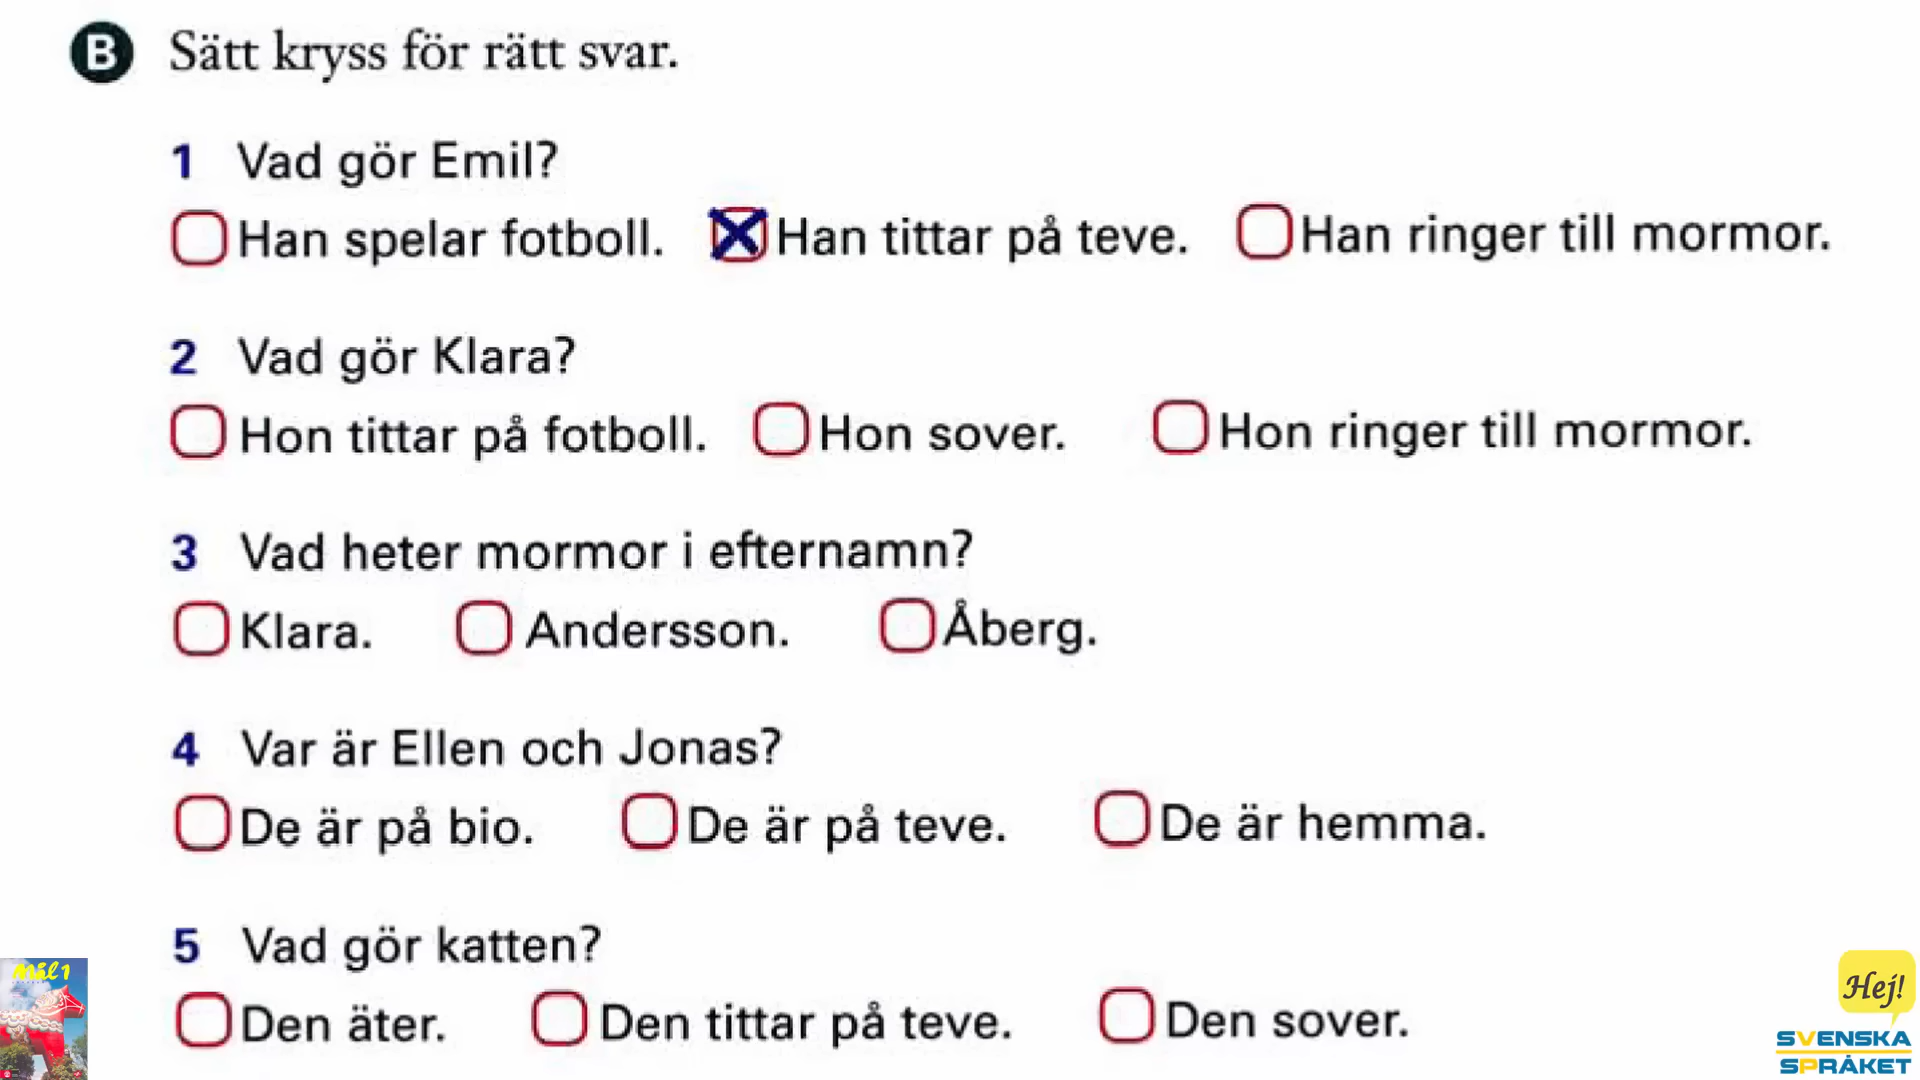 B Sätt kryss för rätt svar.
1 Vad gör Emil?
Han spelar fotboll. Han tittar på teve. Han ringer till mormor.
2 Vad gör Klara?
Hon tittar på fotboll. Hon sover. Hon ringer till mormor.
3 Vad heter mormor i efternamn?
Klara. Andersson. Åberg.
4 Var är Ellen och Jonas?
De är på bio. De är på teve. De är hemma.
5 Vad gör katten?
Den äter. Den tittar på teve. Den sover.
Mål 1
Hej!
SVENSKA
SPRÅKET